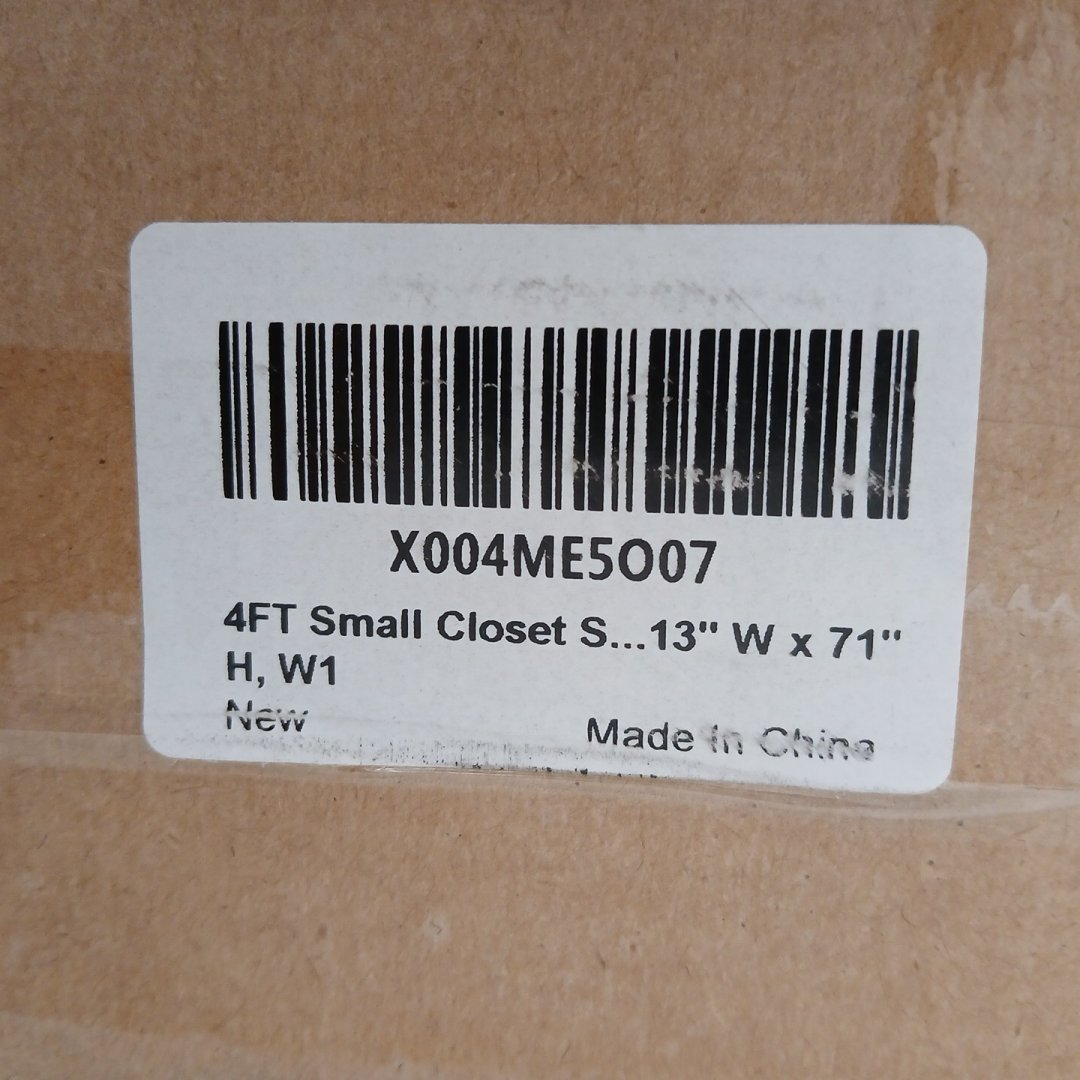 X004ME5O07
4FT Small Closet S...13" W x 71"
H, W1
New
Made In China